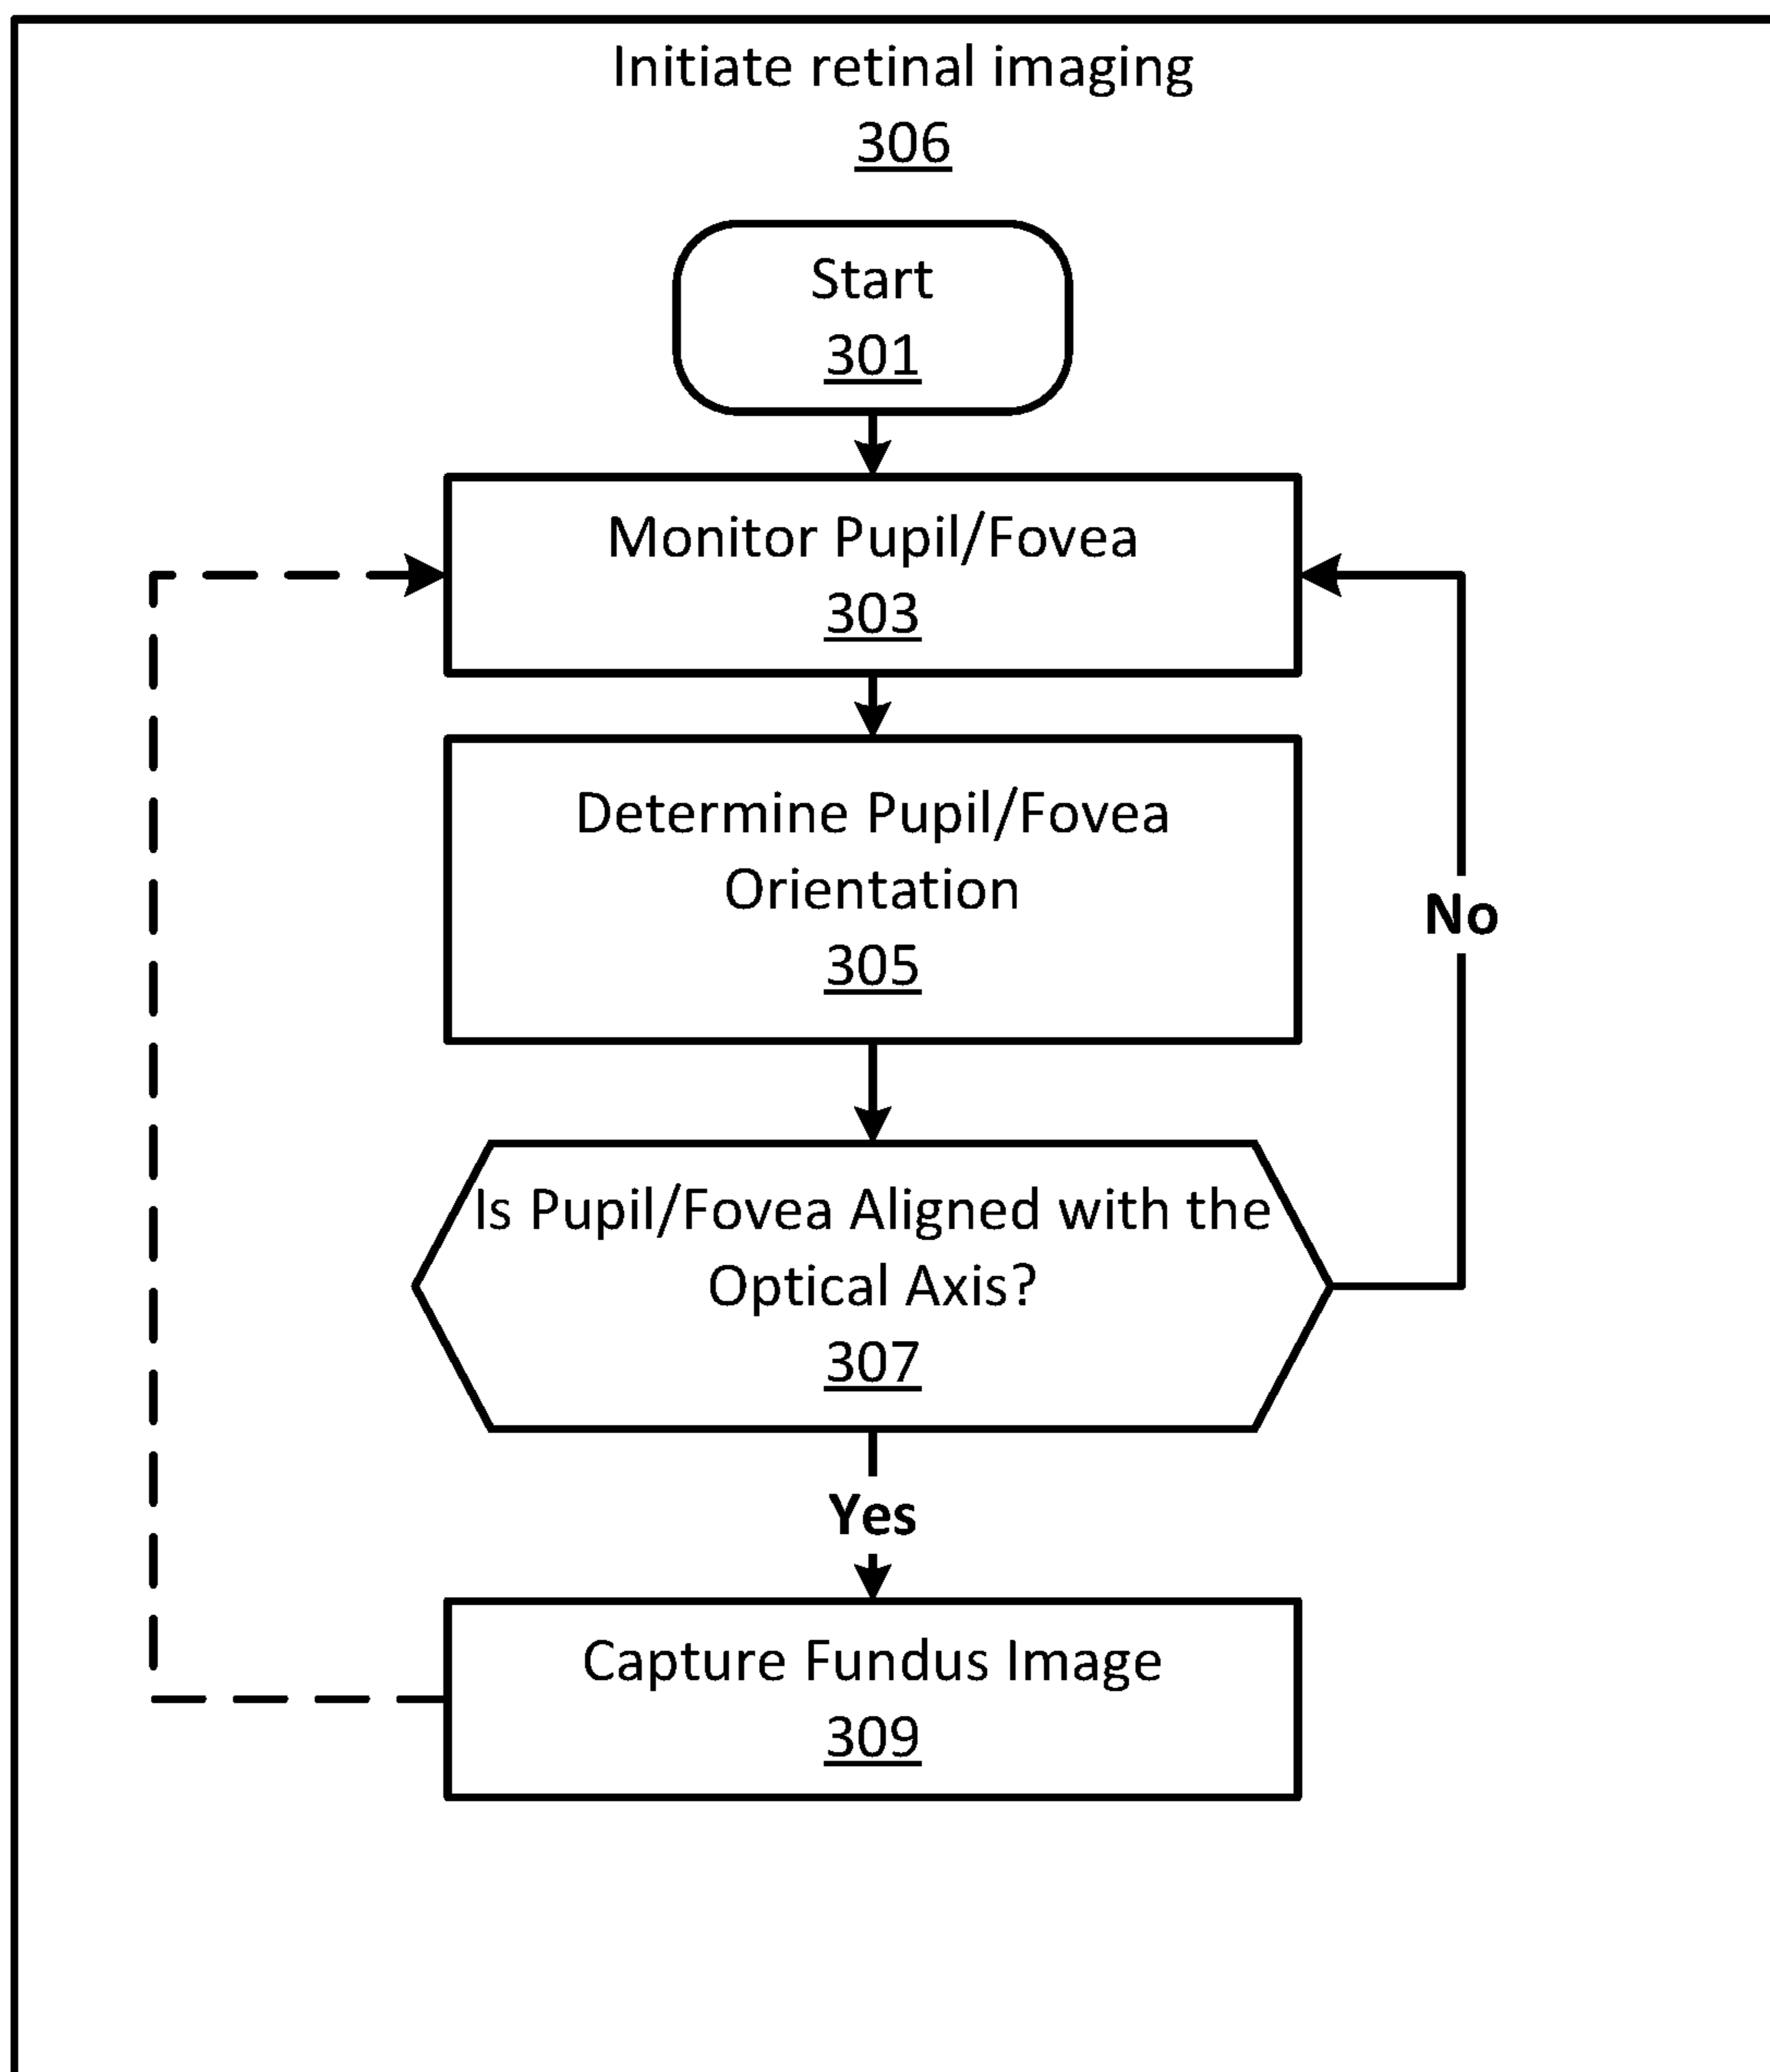 Initiate retinal imaging
306
Start
301
Monitor Pupil/Fovea
303
Determine Pupil/Fovea
Orientation
305
No
Is Pupil/Fovea Aligned with the
Optical Axis?
307
Yes
Capture Fundus Image
309